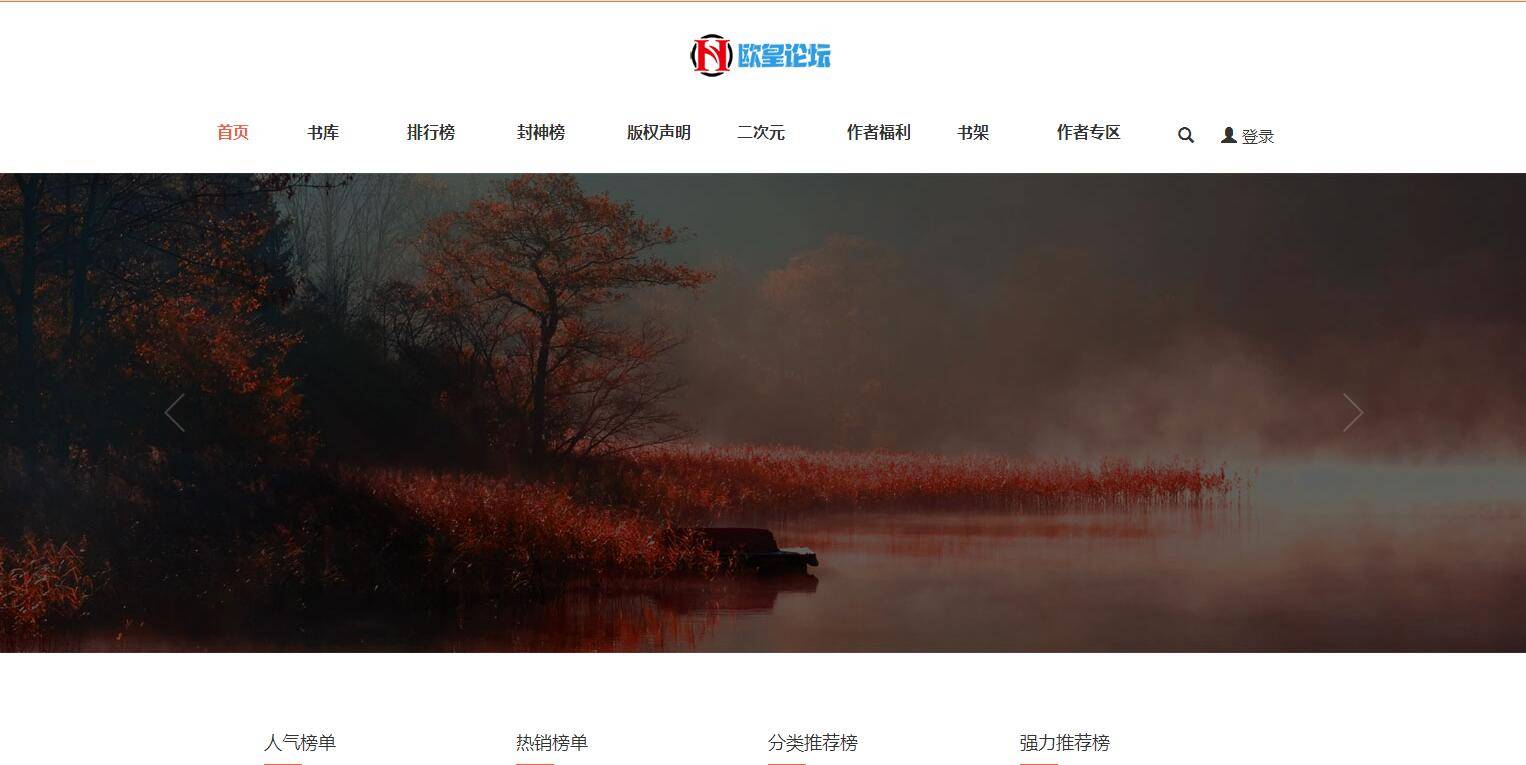 欧皇论坛
首页 书库 排行榜 封神榜 版权声明 二次元 作者福利 书架 作者专区 登录
人气榜单 热销榜单 分类推荐榜 强力推荐榜